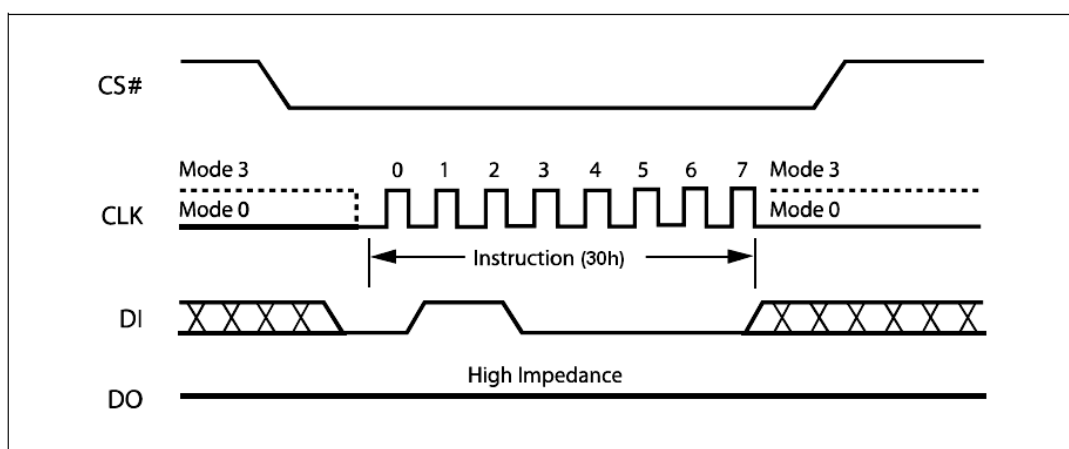 CS#
Mode 3 0 1 2 3 4 5 6 7 Mode 3
CLK Mode 0 Mode 0
Instruction (30h)
DI
High Impedance
DO